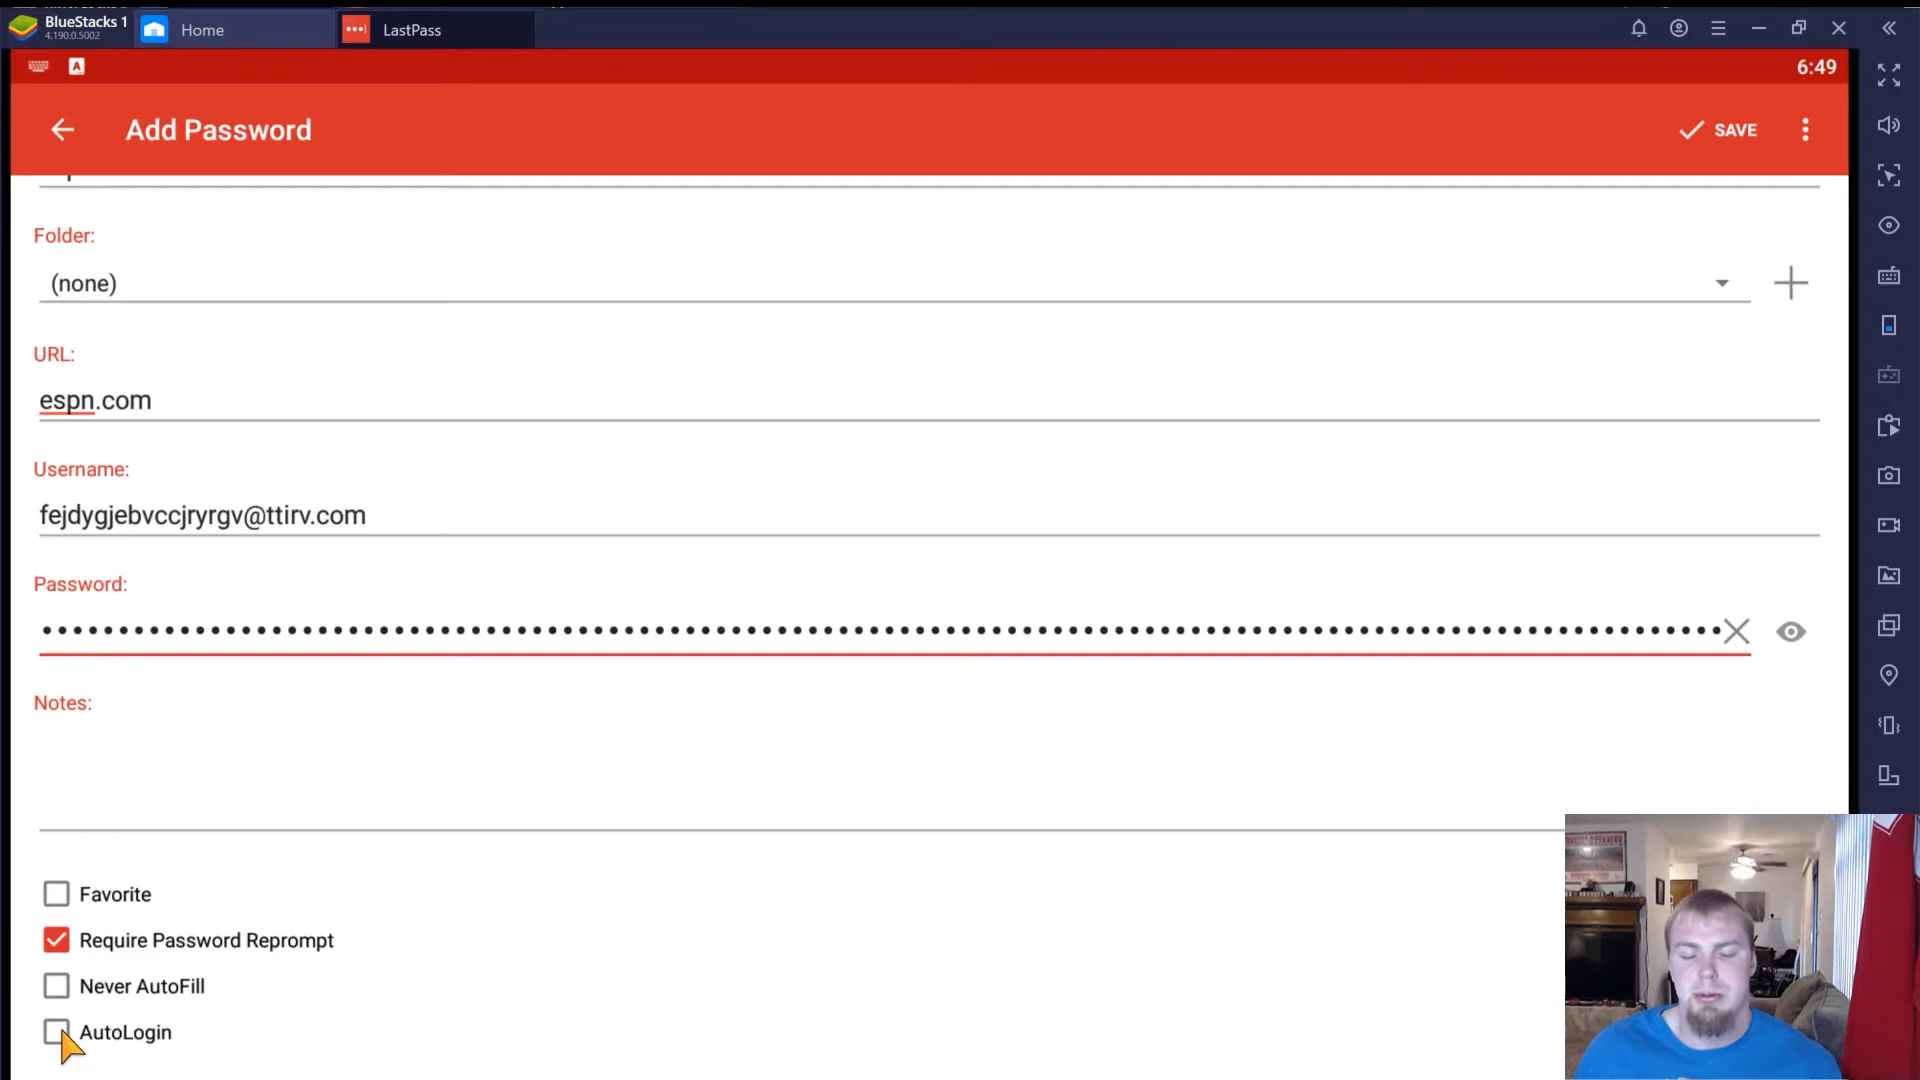 BlueStacks 1
4.190.0.5002
Home
LastPass
A
6:49
Add Password
SAVE
Folder:
(none)
URL:
espn.com
Username:
fejdygjebvccjryrgv@ttirv.com
Password:
Notes:
Favorite
Require Password Reprompt
Never AutoFill
AutoLogin